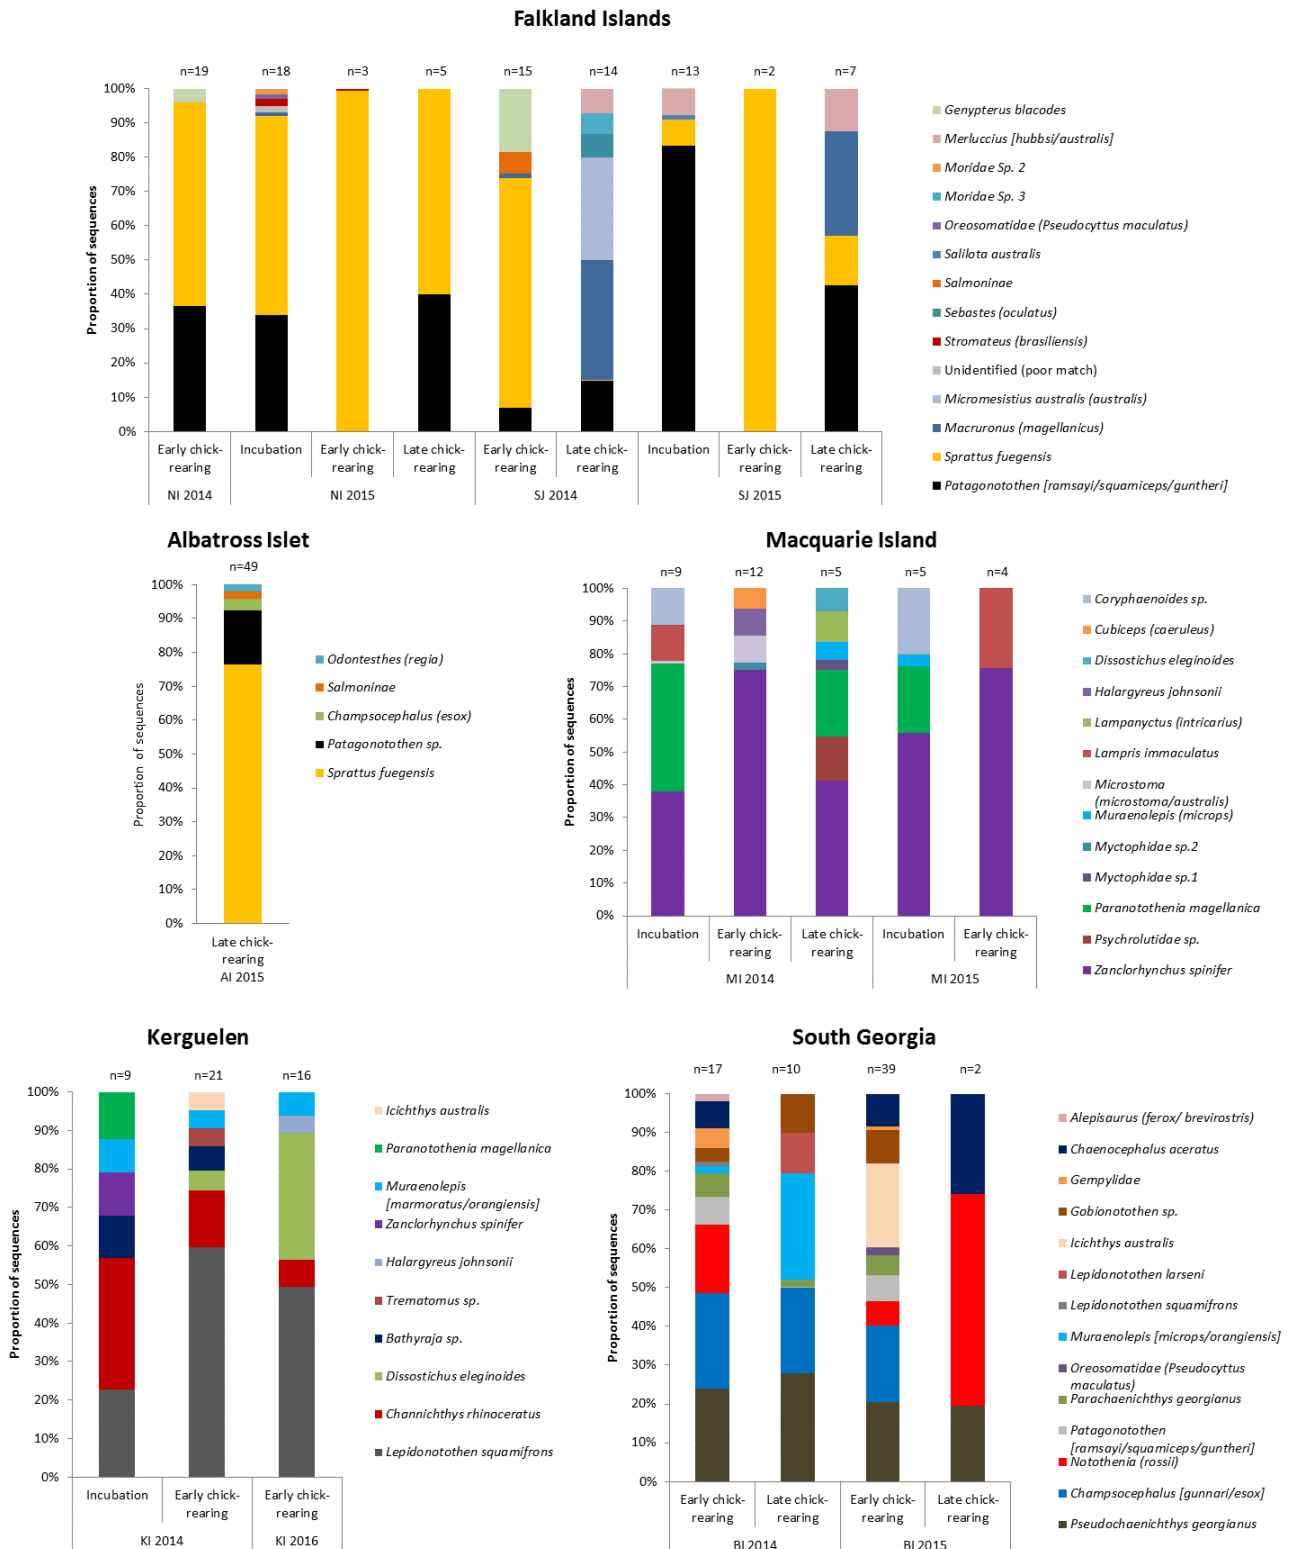 Falkland Islands
n=19 n=18 n=3 n=5 n=15 n=14 n=13 n=2 n=7
Proportion of sequences
100%
90%
80%
70%
60%
50%
40%
30%
20%
10%
0%
Early chick- Incubation Early chick- Late chick- Early chick- Late chick- Incubation Early chick- Late chick-
rearing rearing rearing rearing rearing rearing rearing
NI 2014 NI 2015 SJ 2014 SJ 2015
Genypterus blacodes
Merluccius [hubbsi/australis]
Moridae Sp. 2
Moridae Sp. 3
Oreosomatidae (Pseudocyttus maculatus)
Salilota australis
Salmoninae
Sebastes (oculatus)
Stromateus (brasiliensis)
Unidentified (poor match)
Micromesistius australis (australis)
Macruronus (magellanicus)
Sprattus fuegensis
Patagonotothen [ramsayi/squamiceps/guntheri]
Albatross Islet
n=49
Proportion of sequences
100%
90%
80%
70%
60%
50%
40%
30%
20%
10%
0%
Late chick-
rearing
AI 2015
Odontesthes (regia)
Salmoninae
Champsocephalus (esox)
Patagonotothen sp.
Sprattus fuegensis
Macquarie Island
n=9 n=12 n=5 n=5 n=4
Proportion of sequences
100%
90%
80%
70%
60%
50%
40%
30%
20%
10%
0%
Incubation Early chick- Late chick- Incubation Early chick-
rearing rearing rearing
MI 2014 MI 2015
Coryphaenoides sp.
Cubiceps (caeruleus)
Dissostichus eleginoides
Halargyreus johnsonii
Lampanyctus (intricarius)
Lampris immaculatus
Microstoma
(microstoma/australis)
Muraenolepis (microps)
Myctophidae sp.2
Myctophidae sp.1
Paranotothenia magellanica
Psychrolutidae sp.
Zanclorhynchus spinifer
Kerguelen
n=9 n=21 n=16
Proportion of sequences
100%
90%
80%
70%
60%
50%
40%
30%
20%
10%
0%
Incubation Early chick- Early chick-
rearing rearing
KI 2014 KI 2016
Icichthys australis
Paranotothenia magellanica
Muraenolepis
[marmoratus/orangiensis]
Zanclorhynchus spinifer
Halargyreus johnsonii
Trematomus sp.
Bathyraja sp.
Dissostichus eleginoides
Channichthys rhinoceratus
Lepidonotothen squamifrons
South Georgia
n=17 n=10 n=39 n=2
Proportion of sequences
100%
90%
80%
70%
60%
50%
40%
30%
20%
10%
0%
Early chick- Late chick- Early chick- Late chick-
rearing rearing rearing rearing
BI 2014 BI 2015
Alepisaurus (ferox/ brevirostris)
Chaenocephalus aceratus
Gempylidae
Gobionotothen sp.
Icichthys australis
Lepidonotothen larseni
Lepidonotothen squamifrons
Muraenolepis [microps/orangiensis]
Oreosomatidae (Pseudocyttus
maculatus)
Parachaenichthys georgianus
Patagonotothen
[ramsayi/squamiceps/guntheri]
Notothenia (rossii)
Champsocephalus [gunnari/esox]
Pseudochaenichthys georgianus